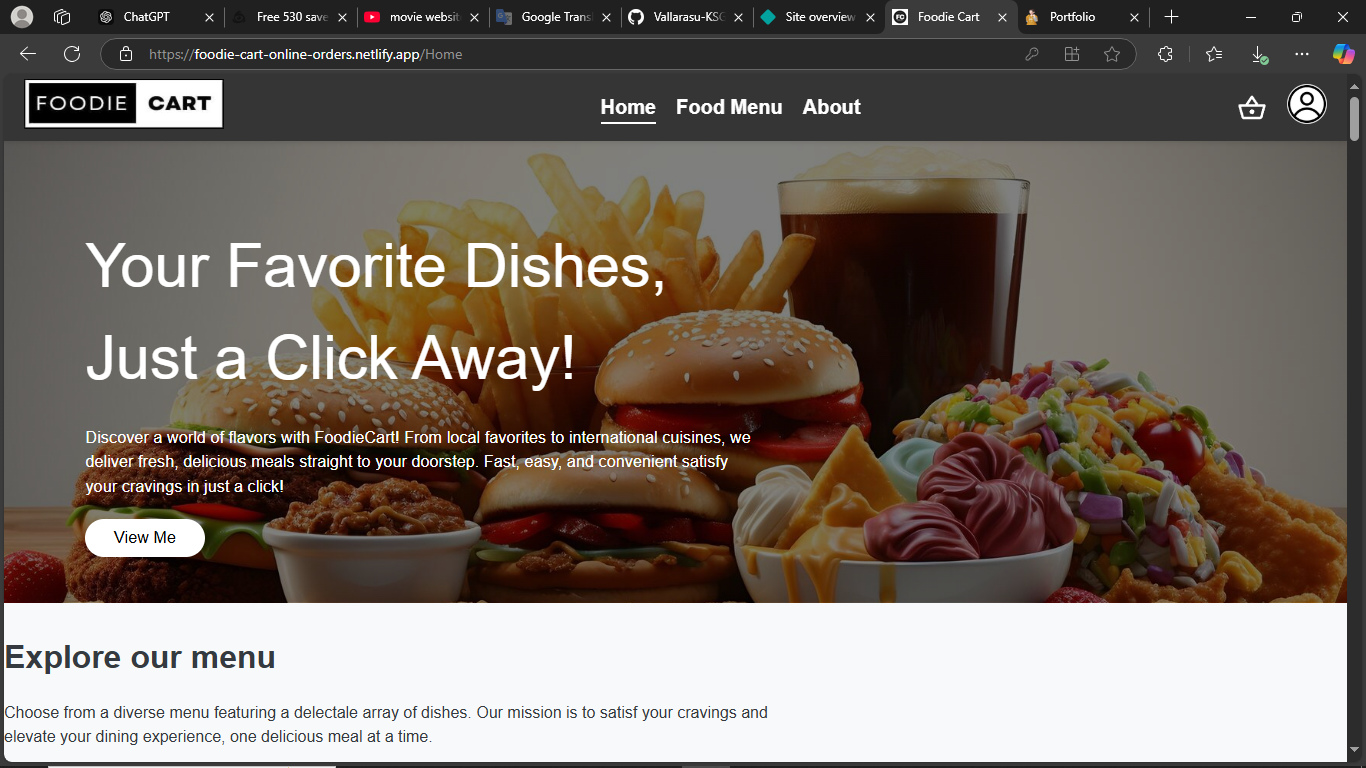 ChatGPT
Free 530 save
movie websit
Google Transl
Vallarasu-KSG
Site overview
Foodie Cart
Portfolio
https://foodie-cart-online-orders.netlify.app/Home
FOODIE CART
Home
Food Menu
About
Your Favorite Dishes,
Just a Click Away!
Discover a world of flavors with FoodieCart! From local favorites to international cuisines, we
deliver fresh, delicious meals straight to your doorstep. Fast, easy, and convenient satisfy
your cravings in just a click!
View Me
Explore our menu
Choose from a diverse menu featuring a delectale array of dishes. Our mission is to satisf your cravings and
elevate your dining experience, one delicious meal at a time.